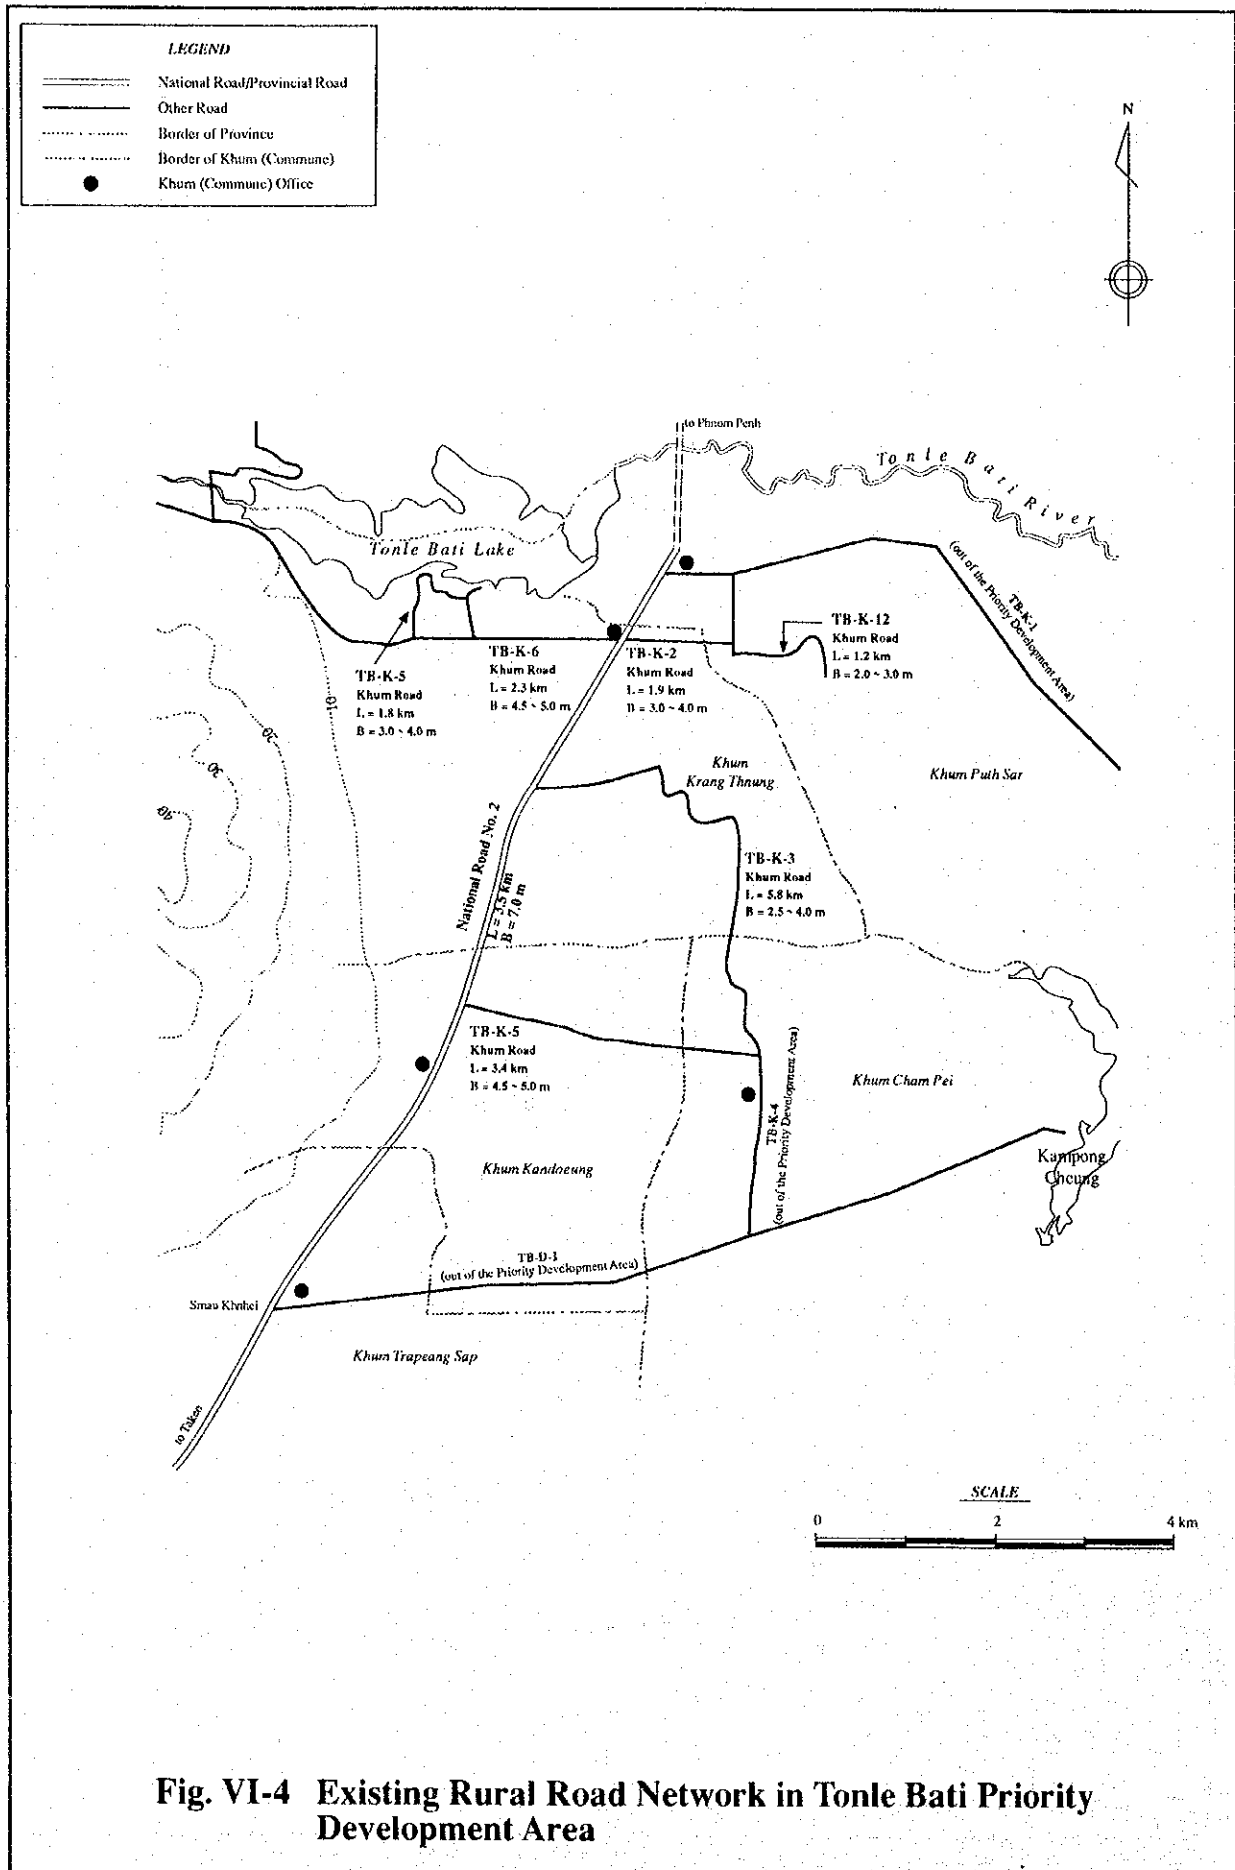 LEGEND
National Road/Provincial Road
Other Road
Border of Province
Border of Khum (Commune)
Khum (Commune) Office
N
to Phnom Penh
Tonle Bati River
Tonle Bati Lake
TB-K-1
(out of the Priority Development Area)
TB-K-12
Khum Road
L = 1.2 km
B = 2.0 ~ 3.0 m
TB-K-6
Khum Road
L = 2.3 km
B = 4.5 ~ 5.0 m
TB-K-2
Khum Road
L = 1.9 km
B = 3.0 ~ 4.0 m
TB-K-5
Khum Road
L = 1.8 km
B = 3.0 ~ 4.0 m
10
20
30
40
Khum
Krang Thnung
Khum Puth Sar
National Road No. 2
L = 3.5 km
B = 7.0 m
TB-K-3
Khum Road
L = 5.8 km
B = 2.5 ~ 4.0 m
TB-K-5
Khum Road
L = 3.4 km
B = 4.5 ~ 5.0 m
TB-K-4
(out of the Priority Development Area)
Khum Cham Pei
Kampong
Cheung
Khum Kandoeung
TB-D-1
(out of the Priority Development Area)
Smau Khnhei
Khum Trapeang Sap
to Takeo
SCALE
0 2 4 km
Fig. VI-4 Existing Rural Road Network in Tonle Bati Priority
Development Area